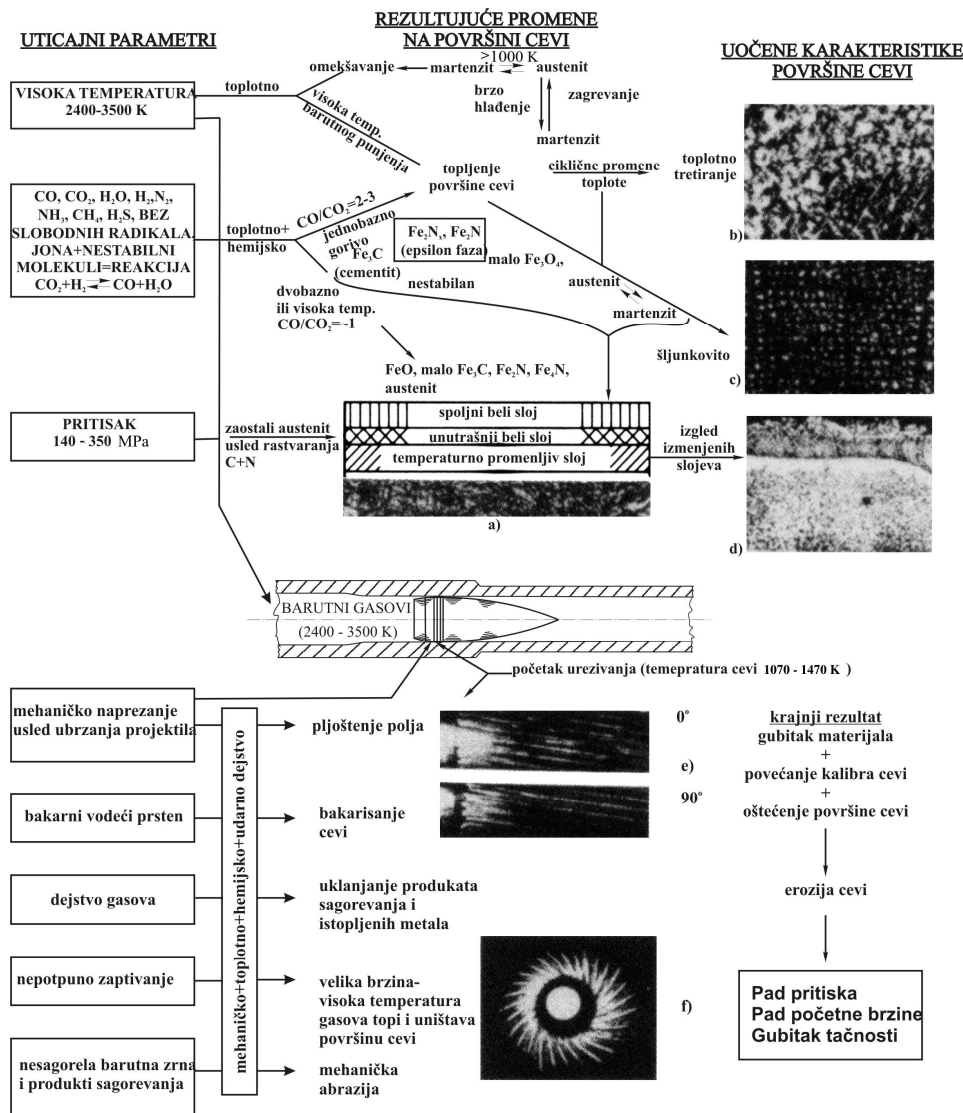 UTICAJNI PARAMETRI
REZULTUJUĆE PROMENE
NA POVRŠINI CEVI
UOČENE KARAKTERISTIKE
POVRŠINE CEVI
VISOKA TEMPERATURA
2400-3500 K
toplotno
omekšavanje
martenzit
>1000 K
austenit
brzo
hlađenje
zagrevanje
martenzit
visoka temp.
barutnog punjenja
topljenje
površine cevi
ciklične promene
toplote
toplotno
tretiranje
b)
CO, CO₂, H₂O, H₂,N₂,
NH₃, CH₄, H₂S, BEZ
SLOBODNIH RADIKALA.
JONA+NESTABILNI
MOLEKULI=REAKCIJA
CO₂+H₂⇄CO+H₂O
toplotno+
hemijsko
CO/CO₂=2-3
jednobazno
gorivo
Fe₃C
(cementit)
Fe₂N₃, Fe₂N
(epsilon faza)
malo Fe₃O₄,
nestabilan
austenit
martenzit
dvobazno
ili visoka temp.
CO/CO₂=-1
šljunkovito
c)
FeO, malo Fe₃C, Fe₂N, Fe₄N,
austenit
PRITISAK
140 - 350 MPa
zaostali austenit
usled rastvaranja
C+N
spoljni beli sloj
unutrašnji beli sloj
temperaturno promenljiv sloj
a)
izgled
izmenjenih
slojeva
d)
BARUTNI GASOVI
(2400 - 3500 K)
početak urezivanja (temepratura cevi 1070 - 1470 K )
mehaničko naprezanje
usled ubrzanja projektila
bakarni vodeći prsten
dejstvo gasova
nepotpuno zaptivanje
nesagorela barutna zrna
i produkti sagorevanja
mehaničko+toplotno+hemijsko+udarno dejstvo
pljoštenje polja
bakarisanje
cevi
uklanjanje produkata
sagorevanja i
istopljenih metala
velika brzina-
visoka temperatura
gasova topi i uništava
površinu cevi
mehanička
abrazija
0°
e)
90°
f)
krajnji rezultat
gubitak materijala
+
povećanje kalibra cevi
+
oštećenje površine cevi
erozija cevi
Pad pritiska
Pad početne brzine
Gubitak tačnosti